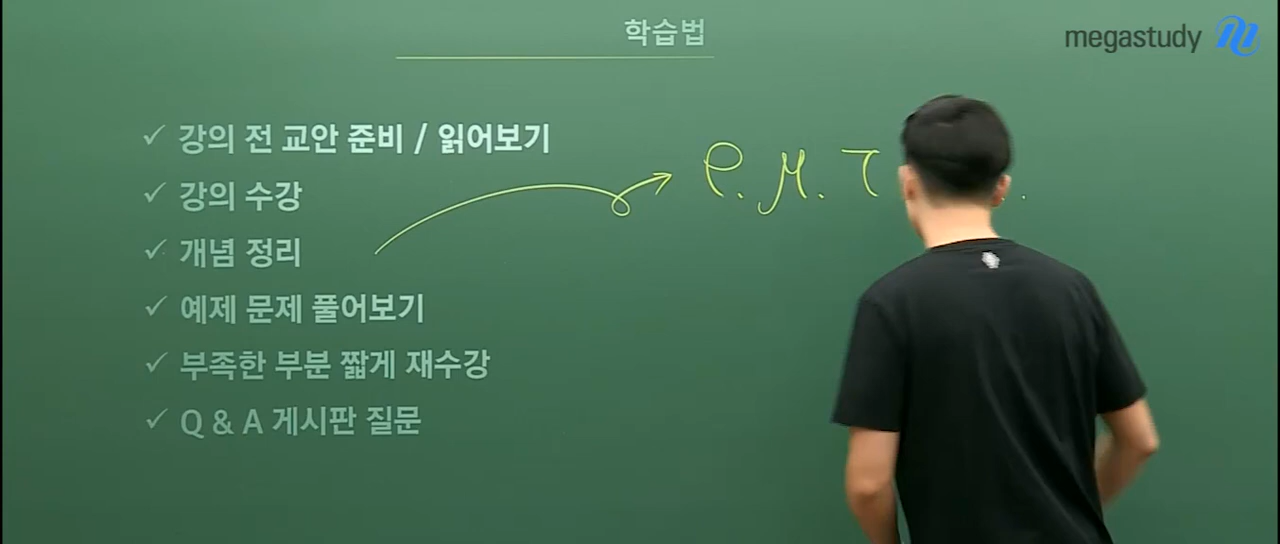 학습법
megastudy
✓ 강의 전 교안 준비 / 읽어보기
✓ 강의 수강
✓ 개념 정리
✓ 예제 문제 풀어보기
✓ 부족한 부분 짧게 재수강
✓ Q & A 게시판 질문
P. M. T